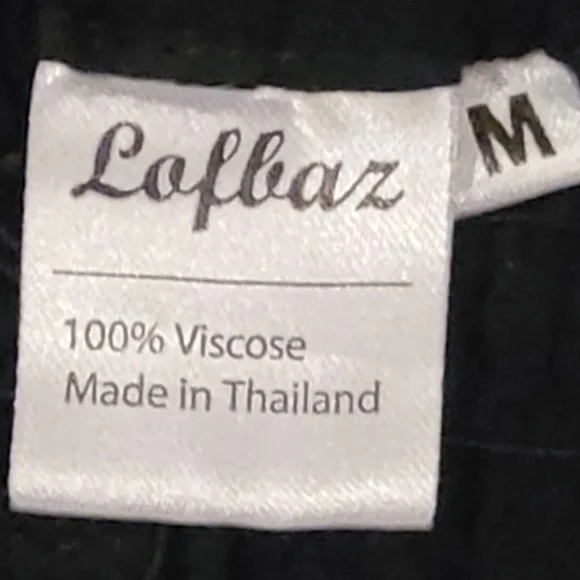 Lofbaz
M
100% Viscose
Made in Thailand